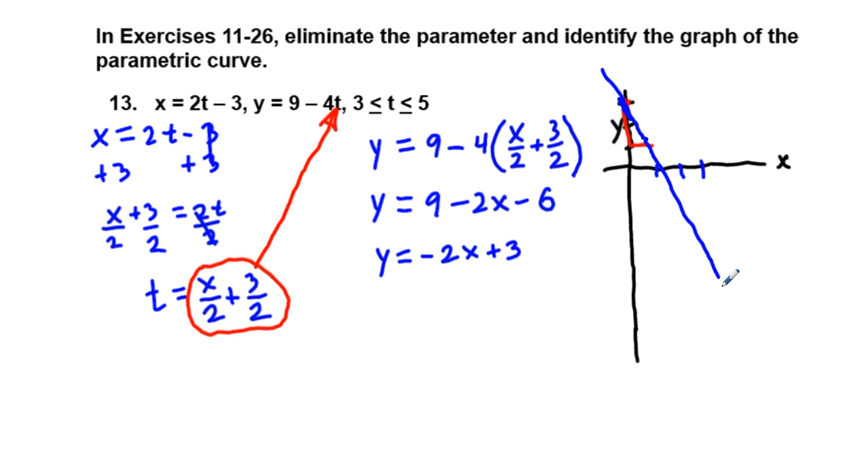 In Exercises 11-26, eliminate the parameter and identify the graph of the
parametric curve.
13. x = 2t – 3, y = 9 – 4t, 3 ≤ t ≤ 5
x = 2t - 3
+3 +3
x/2 + 3/2 = 2t/2
t = x/2 + 3/2
y = 9 - 4(x/2 + 3/2)
y = 9 - 2x - 6
y = -2x + 3
y
x